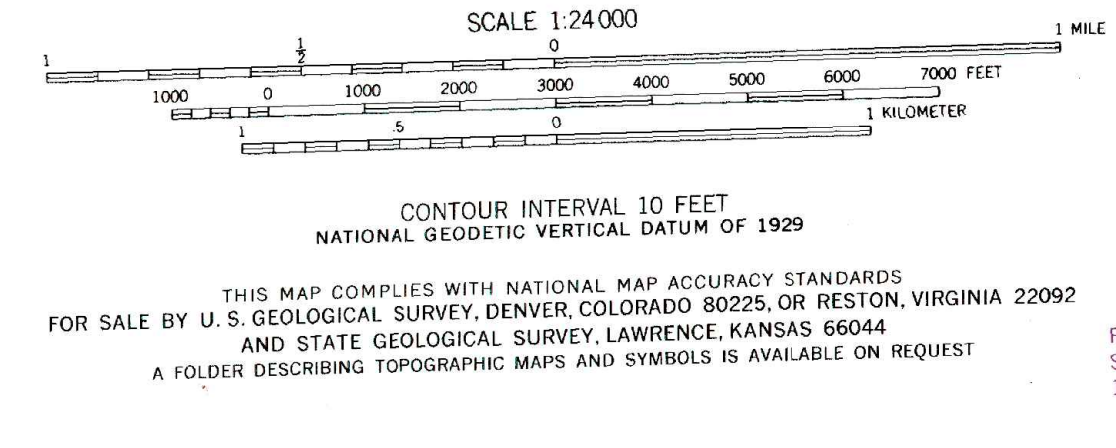 SCALE 1:24 000
1 ½ 0 1 MILE
1000 0 1000 2000 3000 4000 5000 6000 7000 FEET
1 .5 0 1 KILOMETER
CONTOUR INTERVAL 10 FEET
NATIONAL GEODETIC VERTICAL DATUM OF 1929
THIS MAP COMPLIES WITH NATIONAL MAP ACCURACY STANDARDS
FOR SALE BY U. S. GEOLOGICAL SURVEY, DENVER, COLORADO 80225, OR RESTON, VIRGINIA 22092
AND STATE GEOLOGICAL SURVEY, LAWRENCE, KANSAS 66044
A FOLDER DESCRIBING TOPOGRAPHIC MAPS AND SYMBOLS IS AVAILABLE ON REQUEST